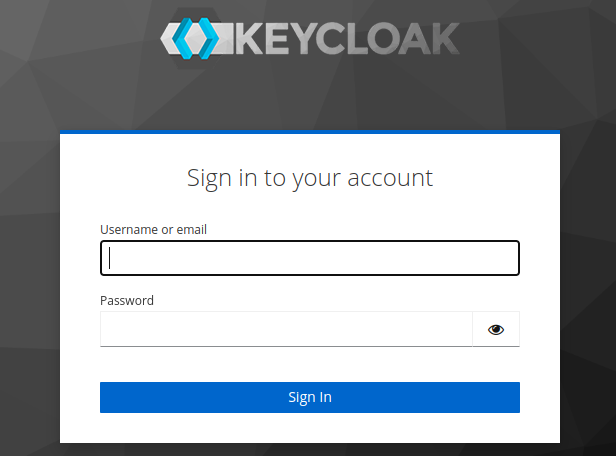 KEYCLOAK
Sign in to your account
Username or email
Password
Sign In